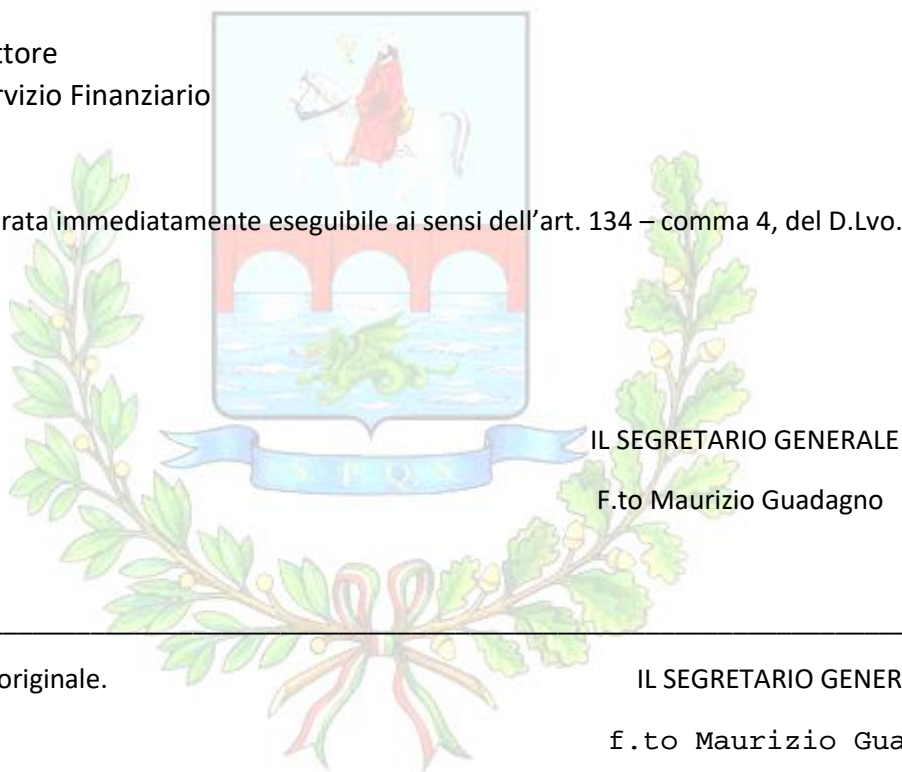 ttore
rvizio Finanziario
rata immediatamente eseguibile ai sensi dell’art. 134 – comma 4, del D.Lvo.
IL SEGRETARIO GENERALE
S P Q S
F.to Maurizio Guadagno
originale.
IL SEGRETARIO GENER
f.to Maurizio Gua